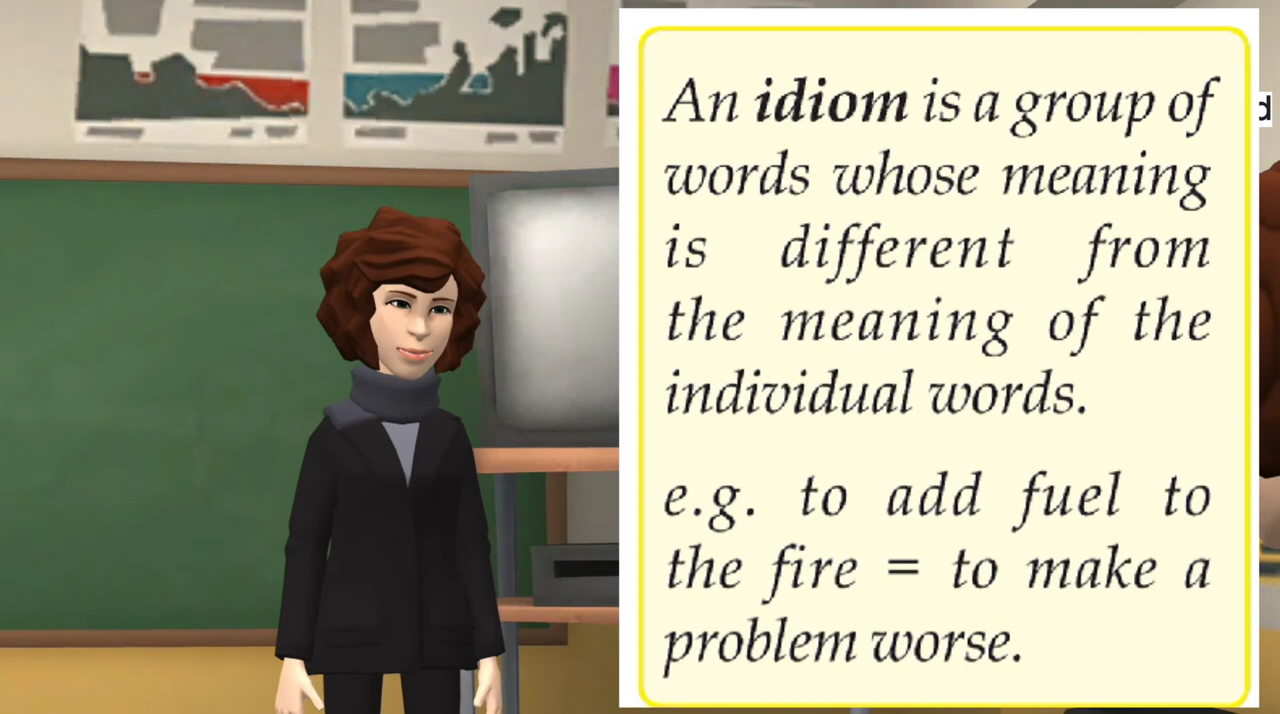 An idiom is a group of
words whose meaning
is different from
the meaning of the
individual words.
e.g. to add fuel to
the fire = to make a
problem worse.
d